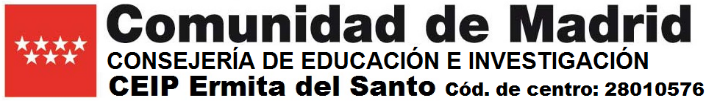 Comunidad de Madrid
CONSEJERÍA DE EDUCACIÓN E INVESTIGACIÓN
CEIP Ermita del Santo Cód. de centro: 28010576